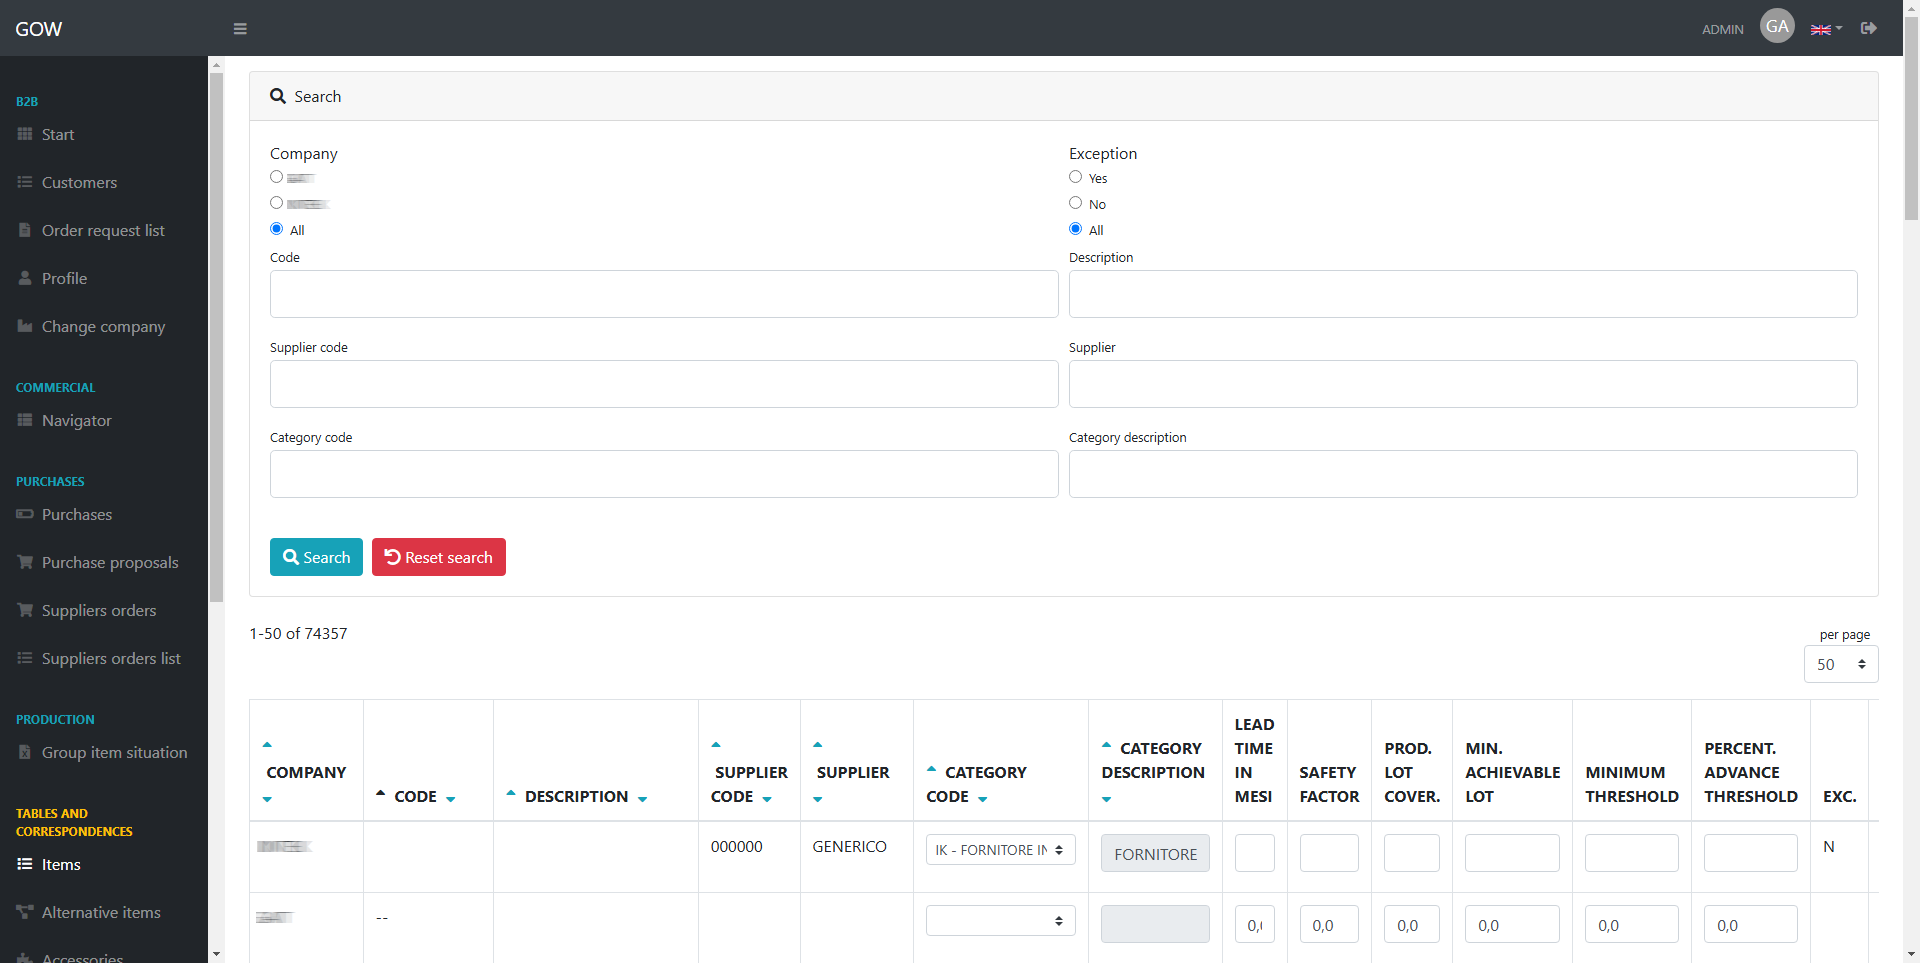 GOW
ADMIN
GA
B2B
Start
Customers
Order request list
Profile
Change company
COMMERCIAL
Navigator
PURCHASES
Purchases
Purchase proposals
Suppliers orders
Suppliers orders list
PRODUCTION
Group item situation
TABLES AND
CORRESPONDENCES
Items
Alternative items
Accessories
Search
Company
All
Exception
Yes
No
All
Code
Description
Supplier code
Supplier
Category code
Category description
Search
Reset search
1-50 of 74357
per page
50
COMPANY
CODE
DESCRIPTION
SUPPLIER
CODE
SUPPLIER
CATEGORY
CODE
CATEGORY
DESCRIPTION
LEAD
TIME
IN
MESI
SAFETY
FACTOR
PROD.
LOT
COVER.
MIN.
ACHIEVABLE
LOT
MINIMUM
THRESHOLD
PERCENT.
ADVANCE
THRESHOLD
EXC.
000000
GENERICO
IK - FORNITORE IN
FORNITORE
N
--
0,0
0,0
0,0
0,0
0,0